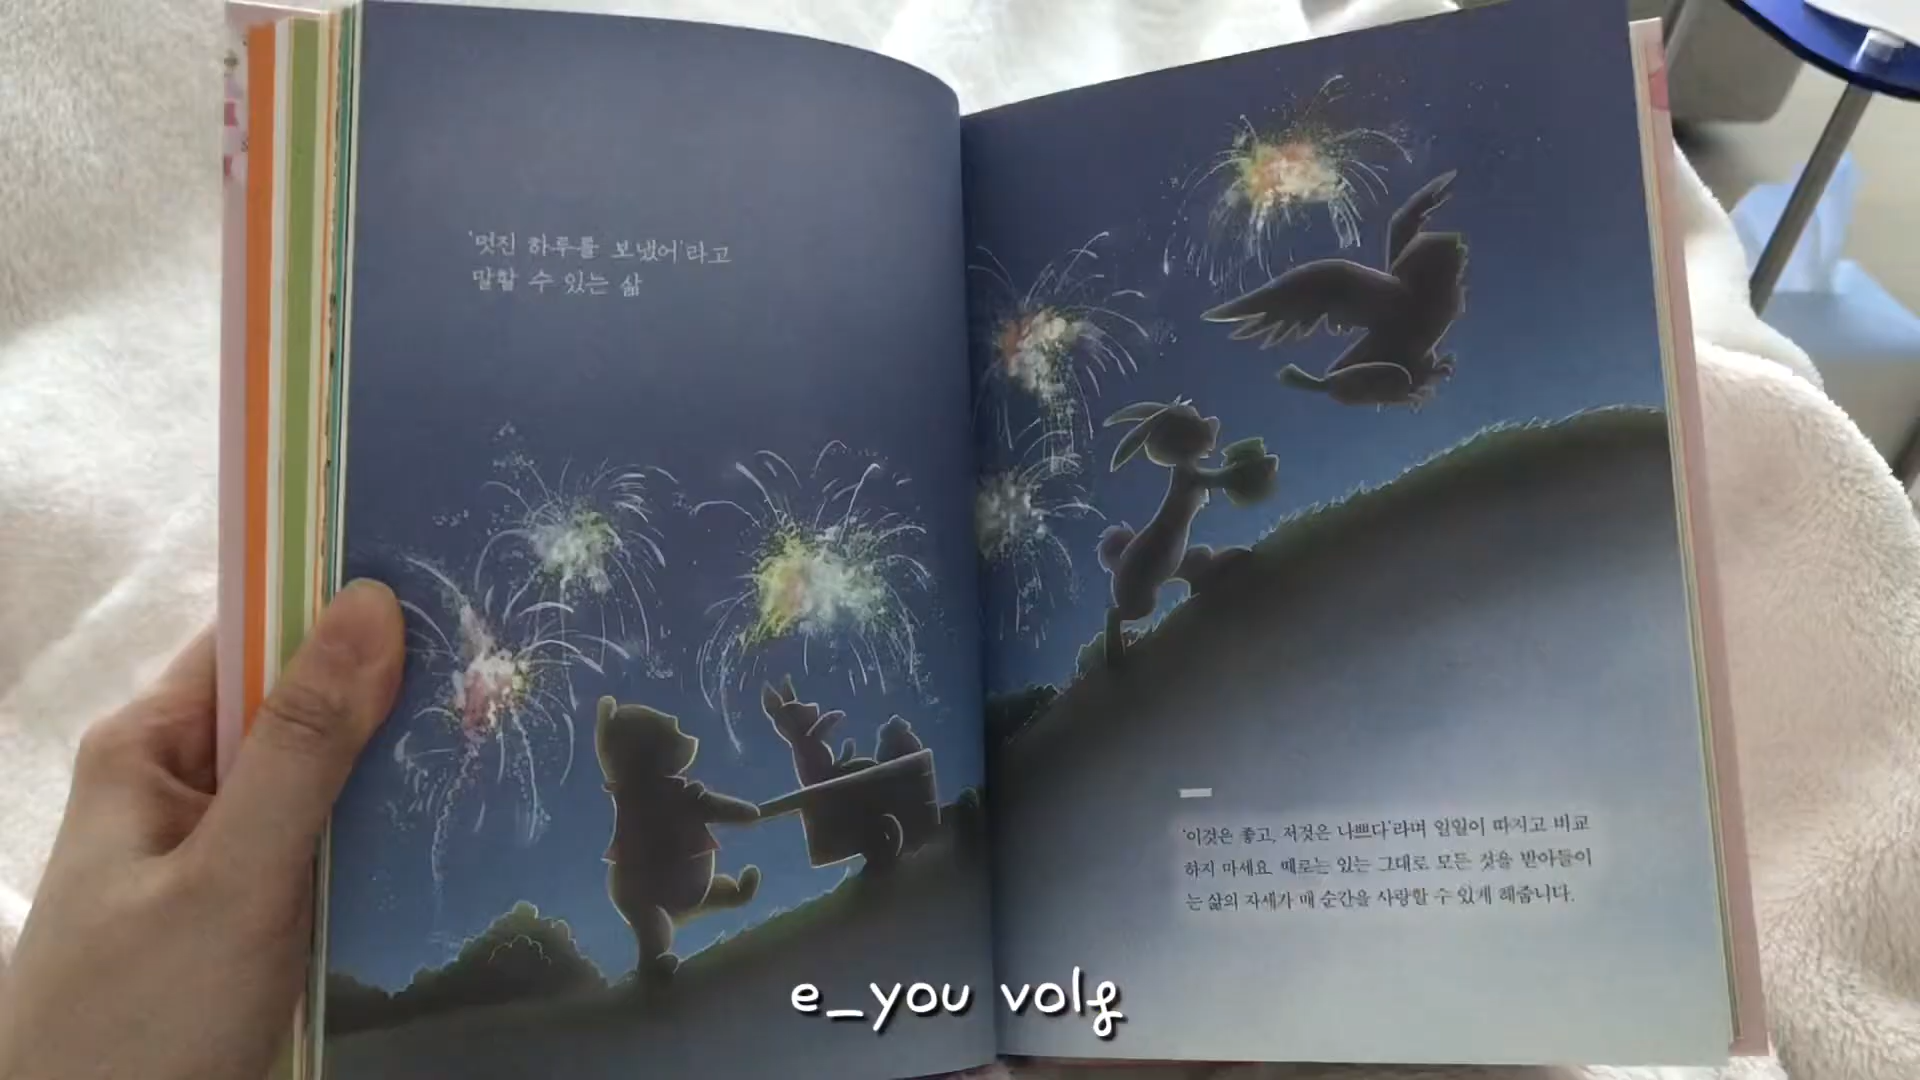 '멋진 하루를 보냈어'라고
말할 수 있는 삶
'이것은 좋고, 저것은 나쁘다'라며 일일이 따지고 비교
하지 마세요. 때로는 있는 그대로 모든 것을 받아들이
는 삶의 자세가 매 순간을 사랑할 수 있게 해줍니다.
e_you